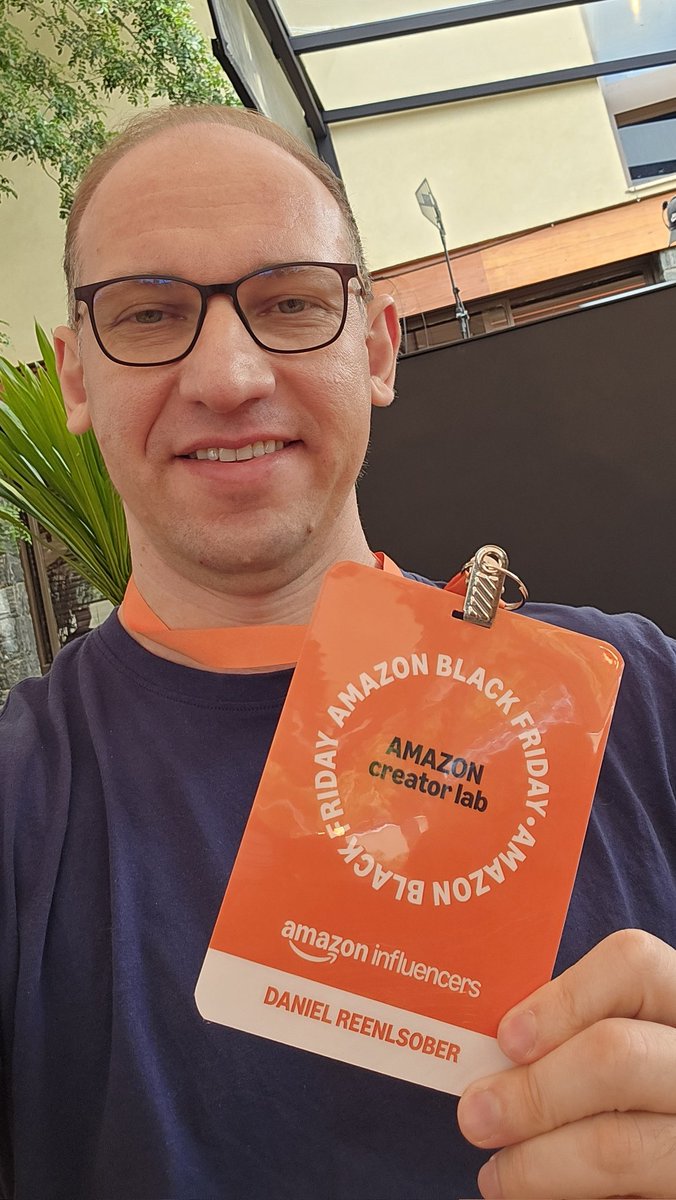 AMAZON BLACK FRIDAY • AMAZON BLACK FRIDAY
AMAZON
creator lab
amazon influencers
DANIEL REENLSOBER